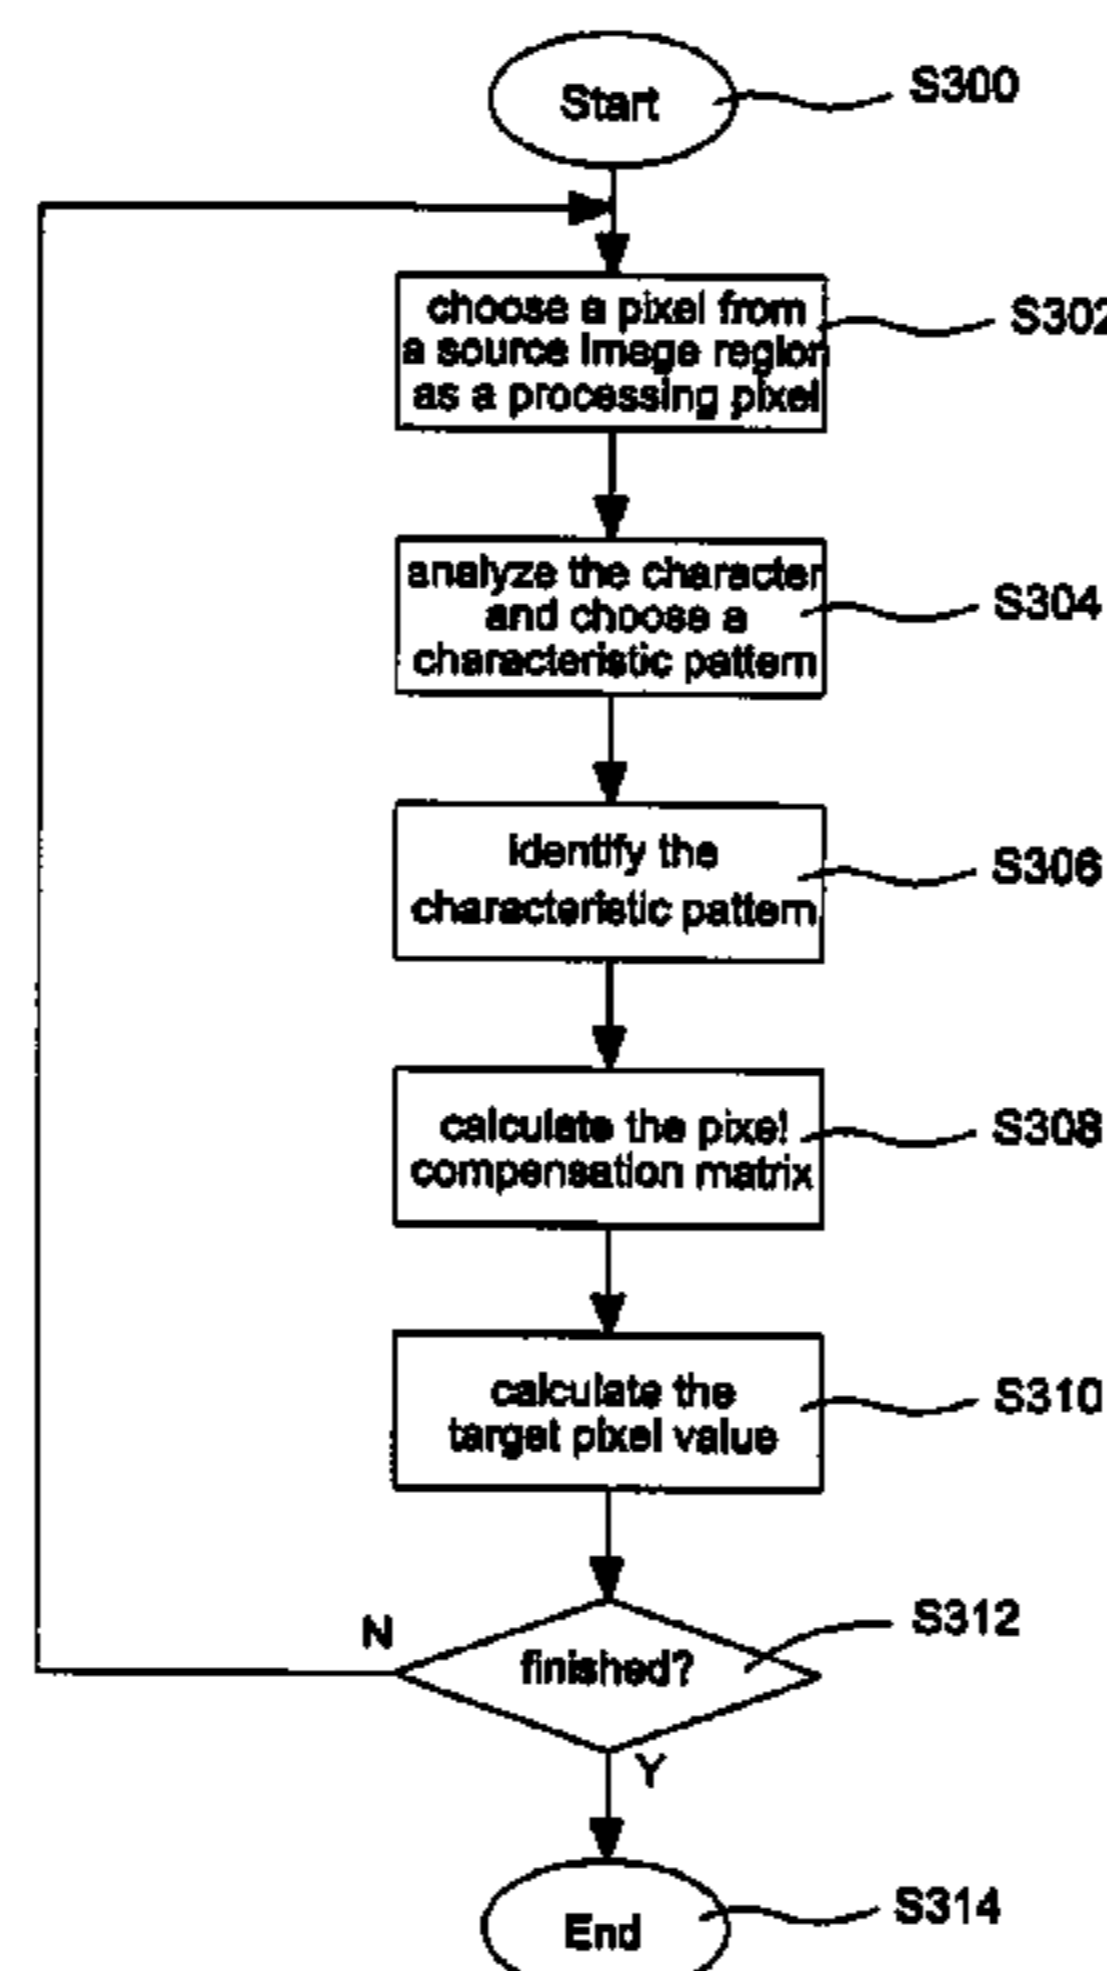 Start
S300
choose a pixel from
a source image region
as a processing pixel
S302
analyze the character
and choose a
characteristic pattern
S304
identify the
characteristic pattern
S306
calculate the pixel
compensation matrix
S308
calculate the
target pixel value
S310
finished?
S312
N
Y
End
S314